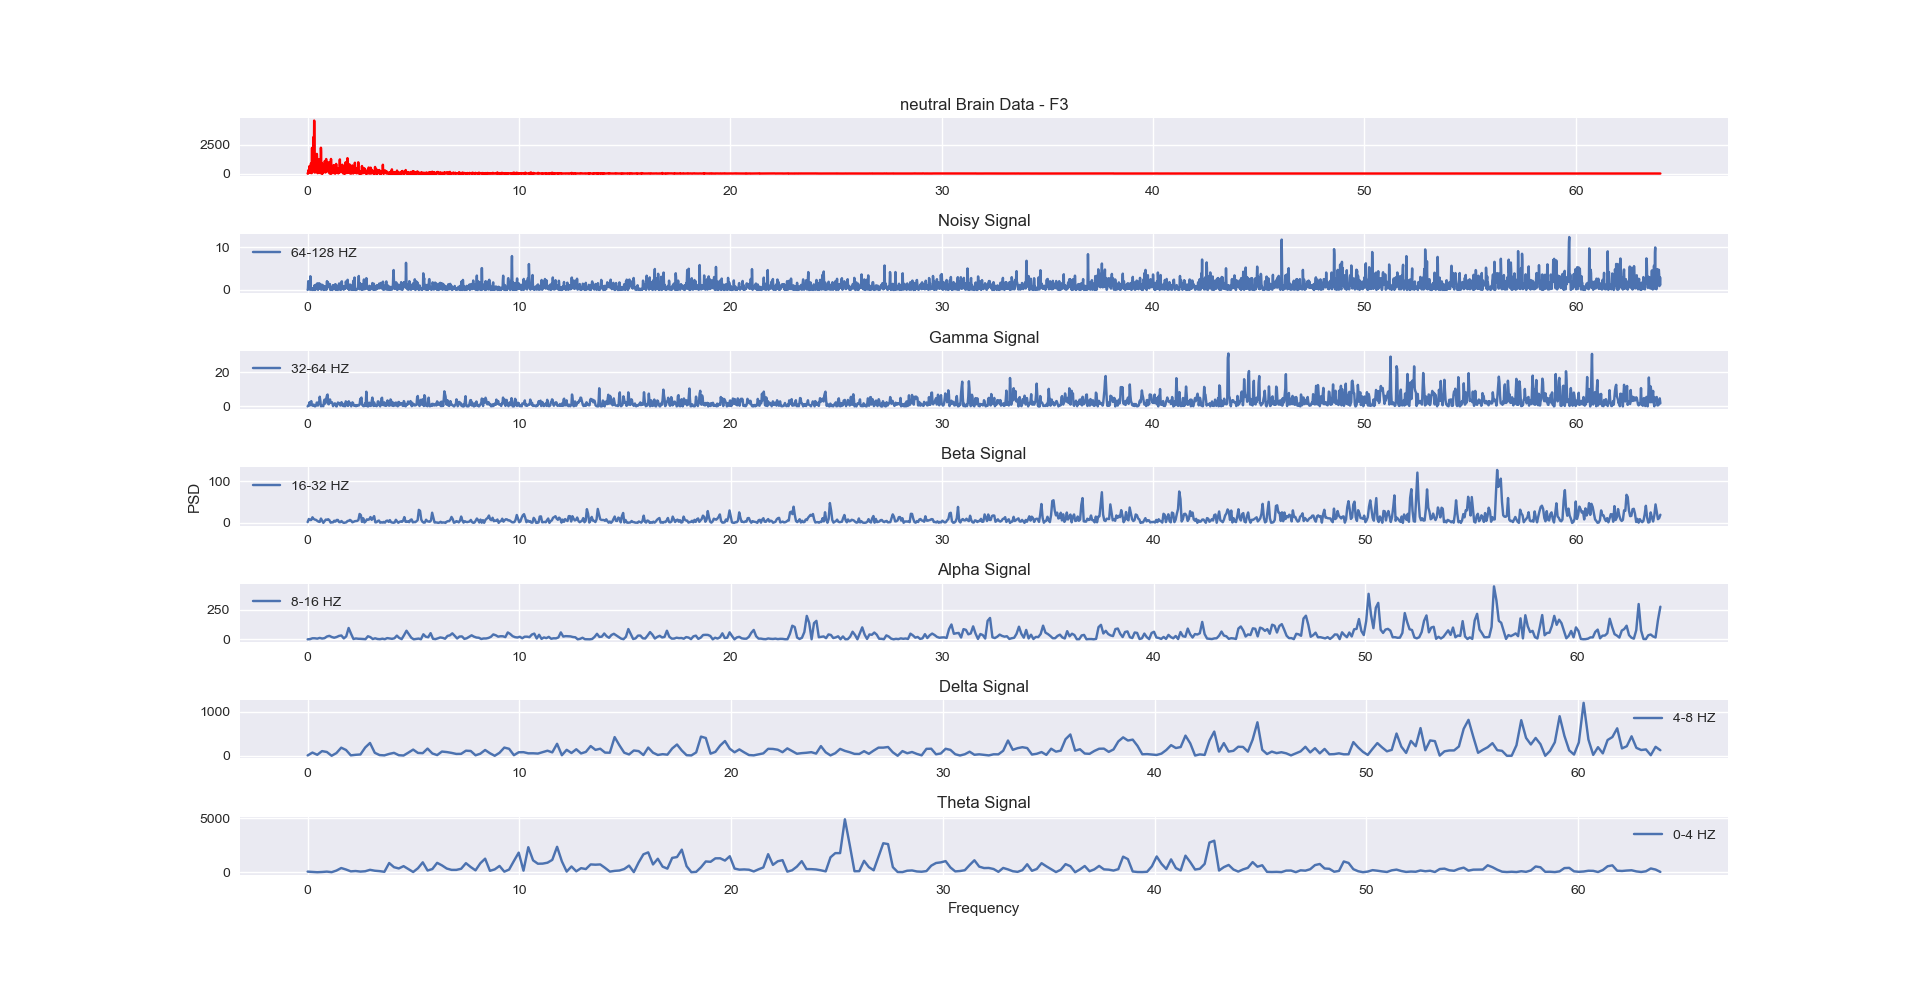 neutral Brain Data - F3
2500
0
0 10 20 30 40 50 60
Noisy Signal
64-128 HZ
10
0
0 10 20 30 40 50 60
Gamma Signal
32-64 HZ
20
0
0 10 20 30 40 50 60
Beta Signal
16-32 HZ
100
PSD
0
0 10 20 30 40 50 60
Alpha Signal
8-16 HZ
250
0
0 10 20 30 40 50 60
Delta Signal
1000
4-8 HZ
0
0 10 20 30 40 50 60
Theta Signal
5000
0-4 HZ
0
0 10 20 30 40 50 60
Frequency